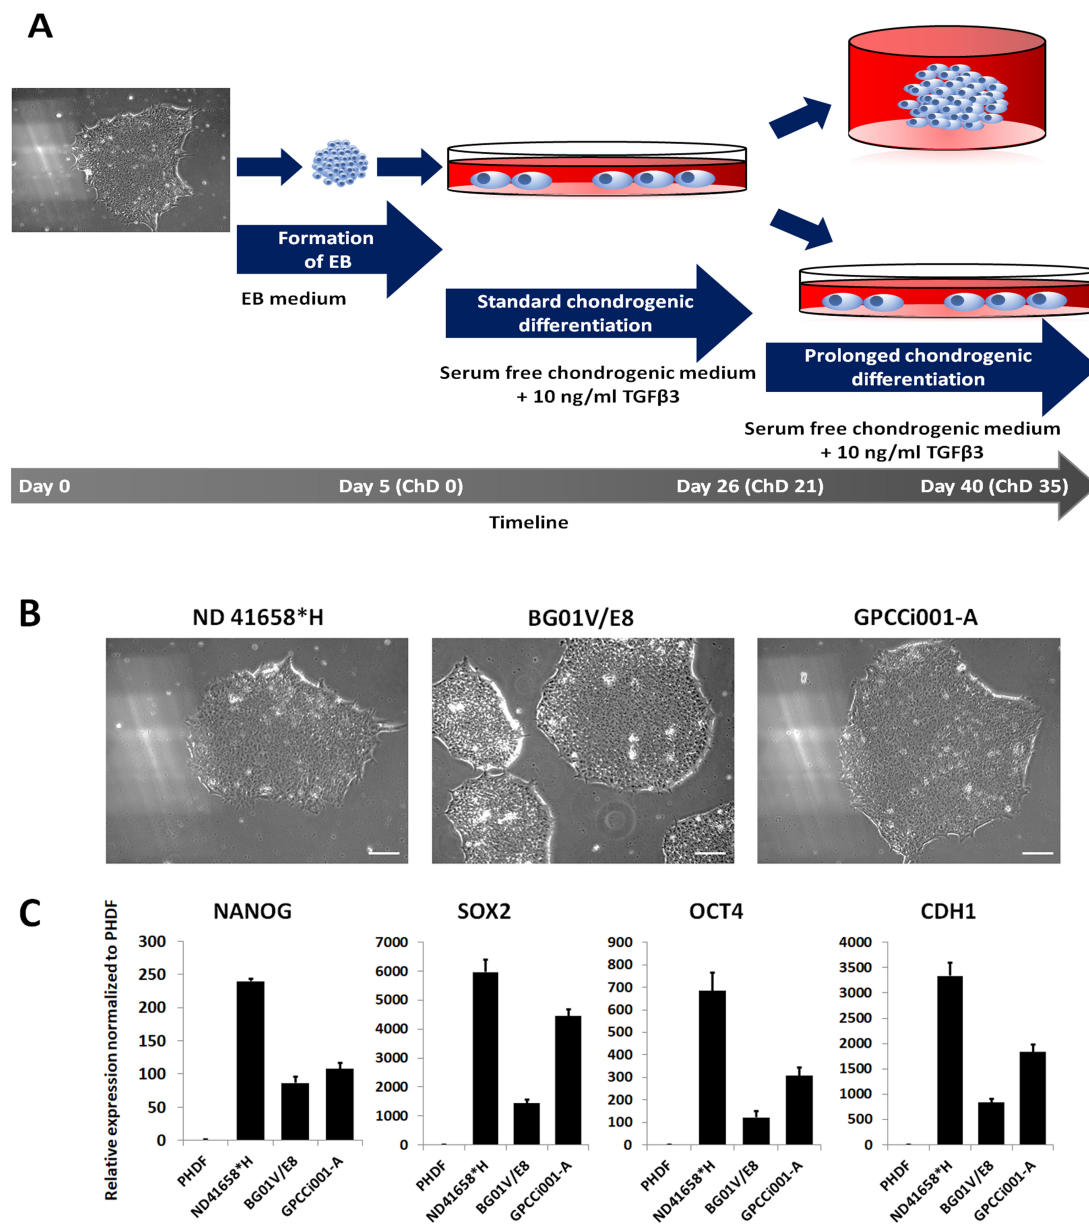 A
Formation
of EB
EB medium
Standard chondrogenic
differentiation
Serum free chondrogenic medium
+ 10 ng/ml TGFβ3
Prolonged chondrogenic
differentiation
Serum free chondrogenic medium
+ 10 ng/ml TGFβ3
Day 0
Day 5 (ChD 0)
Day 26 (ChD 21)
Day 40 (ChD 35)
Timeline
B
ND 41658*H
BG01V/E8
GPCCi001-A
C
Relative expression normalized to PHDF
NANOG
300
250
200
150
100
50
0
PHDF
ND41658*H
BG01V/E8
GPCCi001-A
SOX2
7000
6000
5000
4000
3000
2000
1000
0
PHDF
ND41658*H
BG01V/E8
GPCCi001-A
OCT4
900
800
700
600
500
400
300
200
100
0
PHDF
ND41658*H
BG01V/E8
GPCCi001-A
CDH1
4000
3500
3000
2500
2000
1500
1000
500
0
PHDF
ND41658*H
BG01V/E8
GPCCi001-A